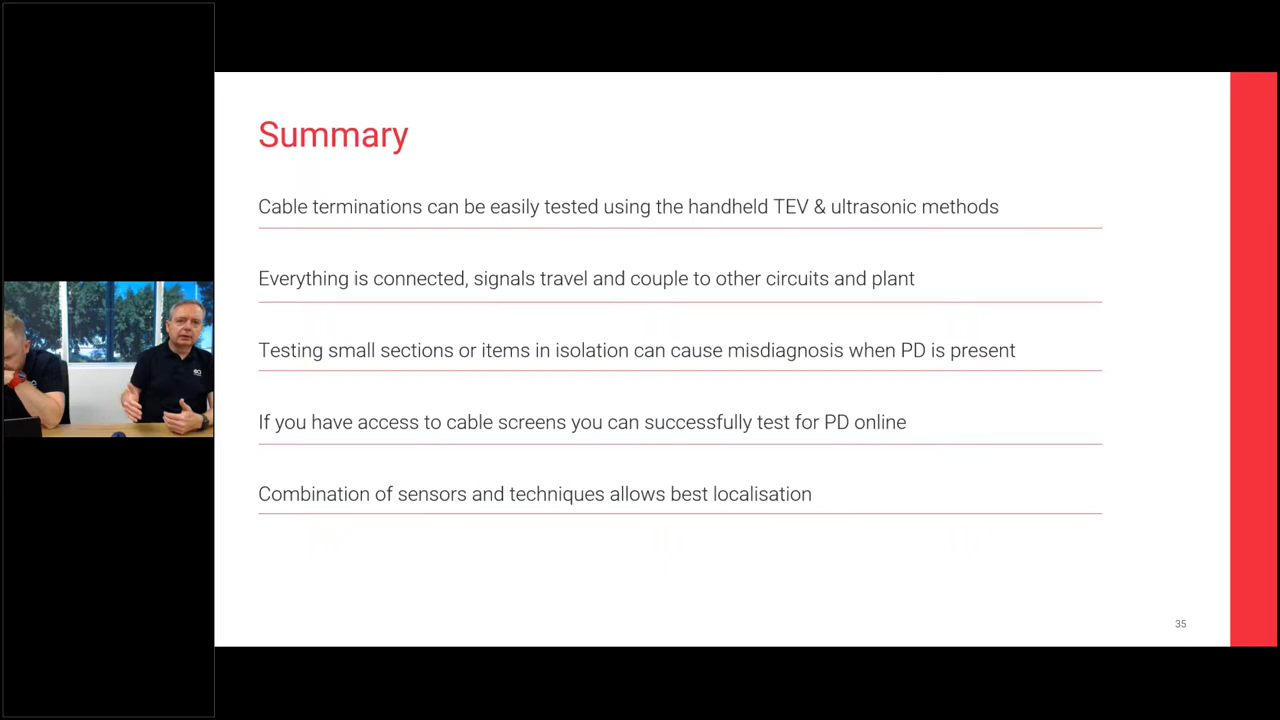 Summary
Cable terminations can be easily tested using the handheld TEV & ultrasonic methods
Everything is connected, signals travel and couple to other circuits and plant
Testing small sections or items in isolation can cause misdiagnosis when PD is present
If you have access to cable screens you can successfully test for PD online
Combination of sensors and techniques allows best localisation
35